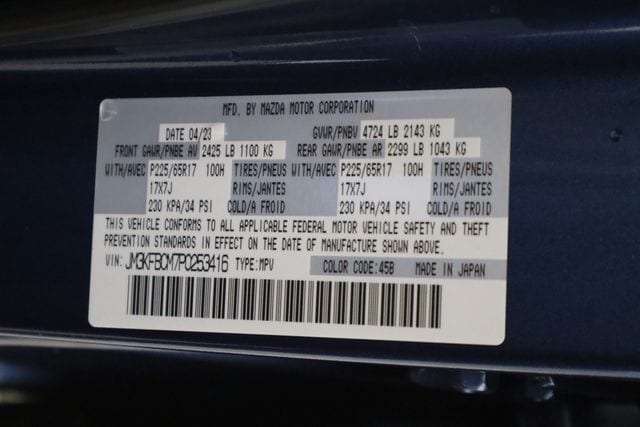 MFD. BY MAZDA MOTOR CORPORATION
DATE 04/23 GVWR/PNBV 4724 LB 2143 KG
FRONT GAWR/PNBE AV 2425 LB 1100 KG REAR GAWR/PNBE AR 2299 LB 1043 KG
WITH/AVEC P225/65R17 100H TIRES/PNEUS WITH/AVEC P225/65R17 100H TIRES/PNEUS
17X7J RIMS/JANTES 17X7J RIMS/JANTES
230 KPA/34 PSI COLD/A FROID 230 KPA/34 PSI COLD/A FROID
THIS VEHICLE CONFORMS TO ALL APPLICABLE FEDERAL MOTOR VEHICLE SAFETY AND THEFT
PREVENTION STANDARDS IN EFFECT ON THE DATE OF MANUFACTURE SHOWN ABOVE.
VIN: JM3KFBCM7P0253416 TYPE:MPV COLOR CODE:45B MADE IN JAPAN